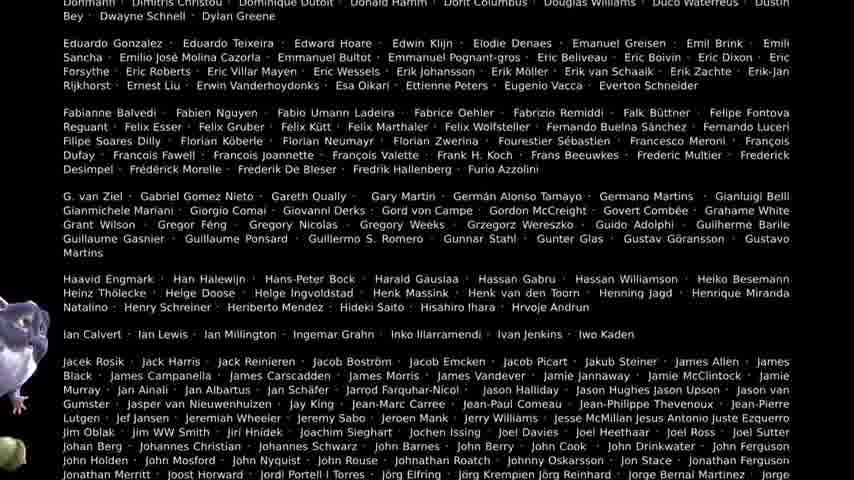 Dohmann · Dimitris Christou · Dominique Dutoit · Donald Hamm · Dorit Columbus · Douglas Williams · Duco Waterreus · Dustin
Bey · Dwayne Schnell · Dylan Greene
Eduardo Gonzalez · Eduardo Teixeira · Edward Hoare · Edwin Klijn · Elodie Denaes · Emanuel Greisen · Emil Brink · Emili
Sancha · Emilio José Molina Cazorla · Emmanuel Bultot · Emmanuel Pognant-gros · Eric Beliveau · Eric Boivin · Eric Dixon · Eric
Forsythe · Eric Roberts · Eric Villar Mayen · Eric Wessels · Erik Johansson · Erik Möller · Erik van Schaaik · Erik Zachte · Erik-Jan
Rijkhorst · Ernest Liu · Erwin Vanderhoydonks · Esa Oikari · Ettienne Peters · Eugenio Vacca · Everton Schneider
Fabianne Balvedi · Fabien Nguyen · Fabio Umann Ladeira · Fabrice Oehler · Fabrizio Remiddi · Falk Büttner · Felipe Fontova
Reguant · Felix Esser · Felix Gruber · Felix Kütt · Felix Marthaler · Felix Wolfsteller · Fernando Buelna Sánchez · Fernando Luceri
Filipe Soares Dilly · Florian Köberle · Florian Neumayr · Florian Zwerina · Fourestier Sébastien · Francesco Meroni · François
Dufay · Francois Fawell · Francois Joannette · François Valette · Frank H. Koch · Frans Beeuwkes · Frederic Multier · Frederick
Desimpel · Frédérick Morelle · Frederik De Bleser · Fredrik Hallenberg · Furio Azzolini
G. van Ziel · Gabriel Gomez Nieto · Gareth Qually · Gary Martin · Germán Alonso Tamayo · Germano Martins · Gianluigi Belli
Gianmichele Mariani · Giorgio Comai · Giovanni Derks · Gord von Campe · Gordon McCreight · Govert Combée · Grahame White
Grant Wilson · Gregor Féng · Gregory Nicolas · Gregory Weeks · Grzegorz Wereszko · Guido Adolphi · Guilherme Barile
Guillaume Gasnier · Guillaume Ponsard · Guillermo S. Romero · Gunnar Stahl · Gunter Glas · Gustav Göransson · Gustavo
Martins
Haavid Engmark · Han Halewijn · Hans-Peter Bock · Harald Gausiaa · Hassan Gabru · Hassan Williamson · Heiko Besemann
Heinz Thölecke · Helge Doose · Helge Ingvoldstad · Henk Massink · Henk van den Toorn · Henning Jagd · Henrique Miranda
Natalino · Henry Schreiner · Heriberto Mendez · Hideki Saito · Hisahiro Ihara · Hrvoje Andrun
Ian Calvert · Ian Lewis · Ian Millington · Ingemar Grahn · Inko Illarramendi · Ivan Jenkins · Iwo Kaden
Jacek Rosik · Jack Harris · Jack Reinieren · Jacob Boström · Jacob Emcken · Jacob Picart · Jakub Steiner · James Allen · James
Black · James Campanella · James Carscadden · James Morris · James Vandever · Jamie Jannaway · Jamie McClintock · Jamie
Murray · Jan Ainali · Jan Albartus · Jan Schäfer · Jarrod Farquhar-Nicol · Jason Halliday · Jason Hughes Jason Upson · Jason van
Gumster · Jasper van Nieuwenhuizen · Jay King · Jean-Marc Carree · Jean-Paul Comeau · Jean-Philippe Thevenoux · Jean-Pierre
Lutgen · Jef Jansen · Jeremiah Wheeler · Jeremy Sabo · Jeroen Mank · Jerry Williams · Jesse McMillan Jesus Antonio Juste Ezquerro
Jim Oblak · Jim WW Smith · Jirí Hnídek · Joachim Sieghart · Jochen Issing · Joel Davies · Joel Heethaar · Joel Ross · Joel Sutter
Johan Berg · Johannes Christian · Johannes Schwarz · John Barnes · John Berry · John Cook · John Drinkwater · John Ferguson
John Holden · John Mosford · John Nyquist · John Rouse · Johnathan Roatch · Johnny Oskarsson · Jon Stace · Jonathan Ferguson
Jonathan Merritt · Joost Howard · Jordi Portell i Torres · Jörg Elfring · Jörg Krempien Jörg Reinhard · Jorge Bernal Martinez · Jorge